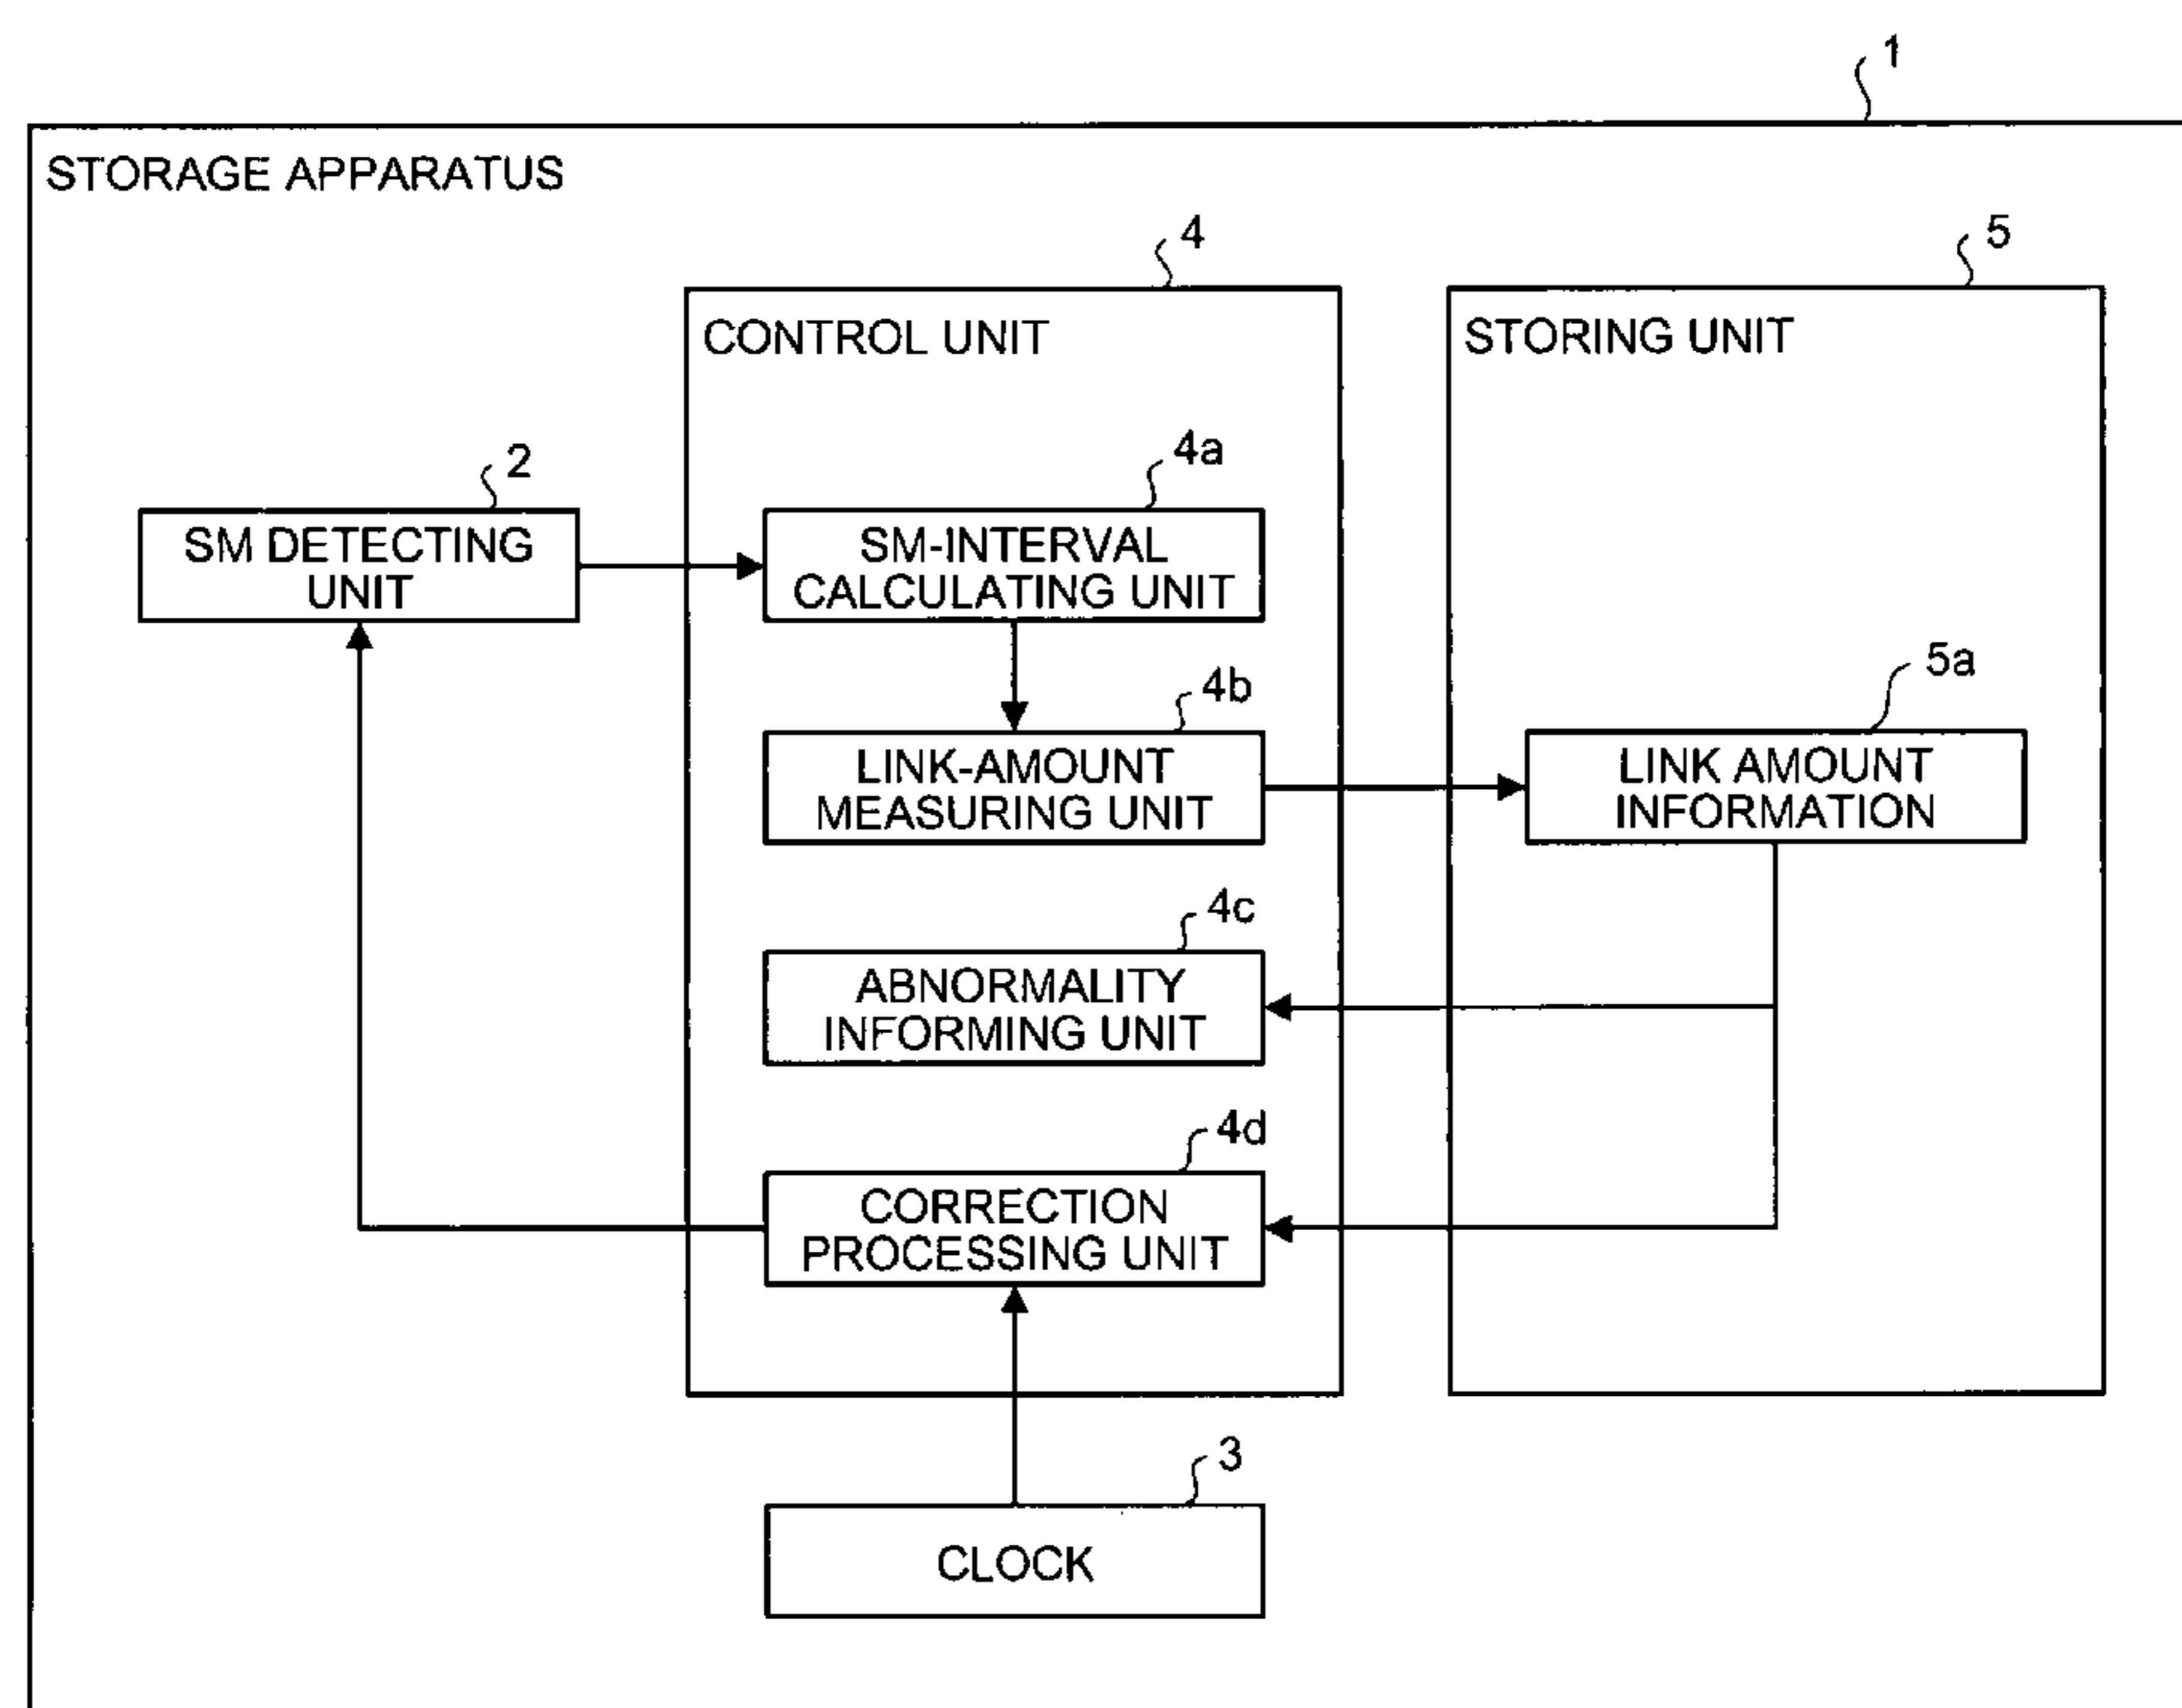 1
STORAGE APPARATUS
4
5
CONTROL UNIT
STORING UNIT
2
4a
SM DETECTING
UNIT
SM-INTERVAL
CALCULATING UNIT
4b
5a
LINK-AMOUNT
MEASURING UNIT
LINK AMOUNT
INFORMATION
4c
ABNORMALITY
INFORMING UNIT
4d
CORRECTION
PROCESSING UNIT
3
CLOCK